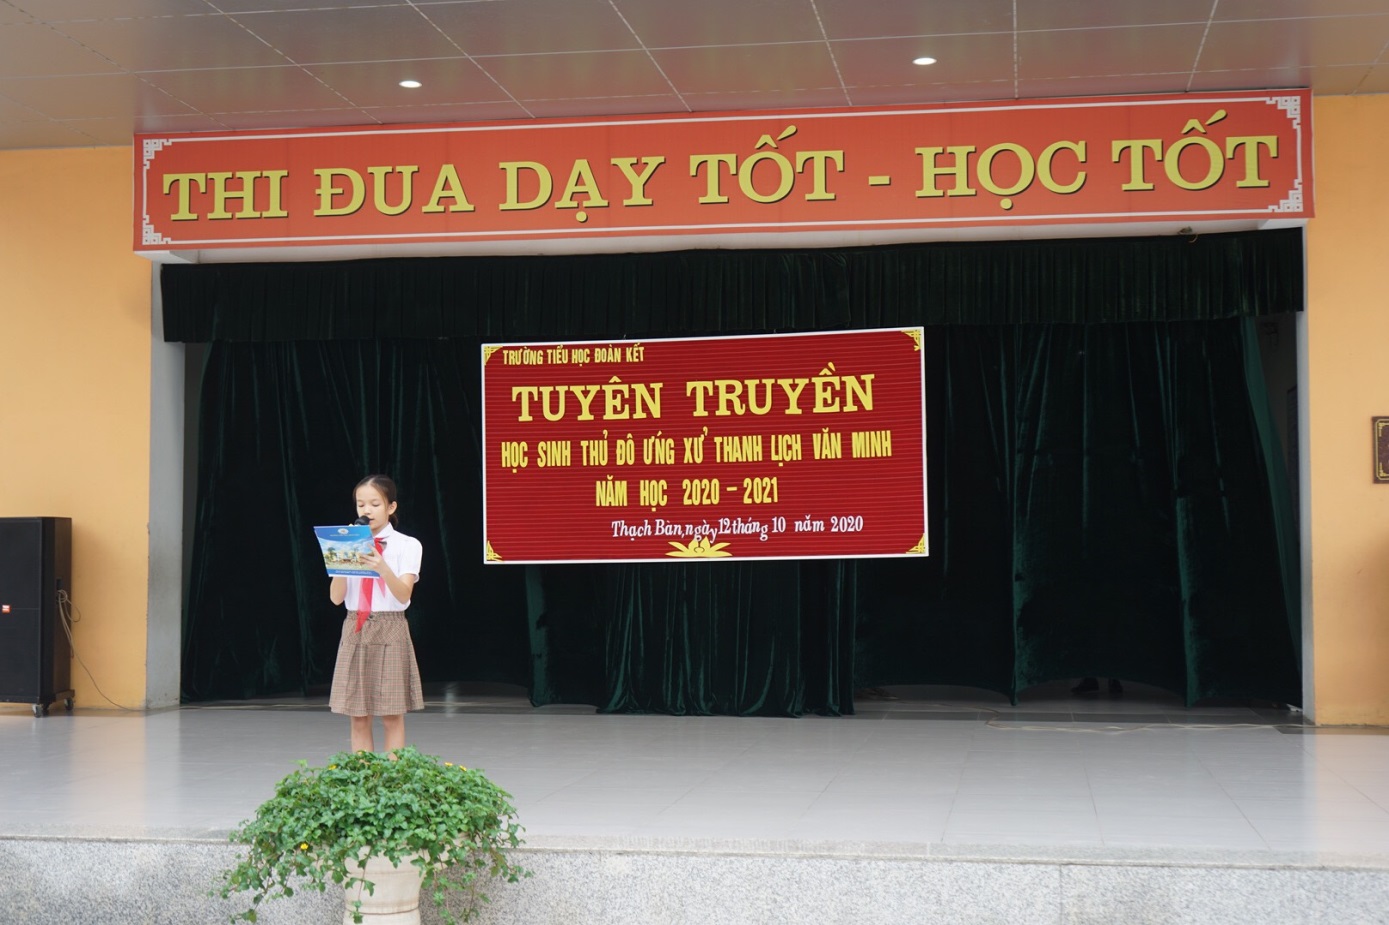 THI ĐUA DẠY TỐT - HỌC TỐT
TRƯỜNG TIỂU HỌC ĐOÀN KẾT
TUYÊN TRUYỀN
HỌC SINH THỦ ĐÔ ỨNG XỬ THANH LỊCH VĂN MINH
NĂM HỌC 2020 - 2021
Thạch Bàn, ngày 12 tháng 10 năm 2020